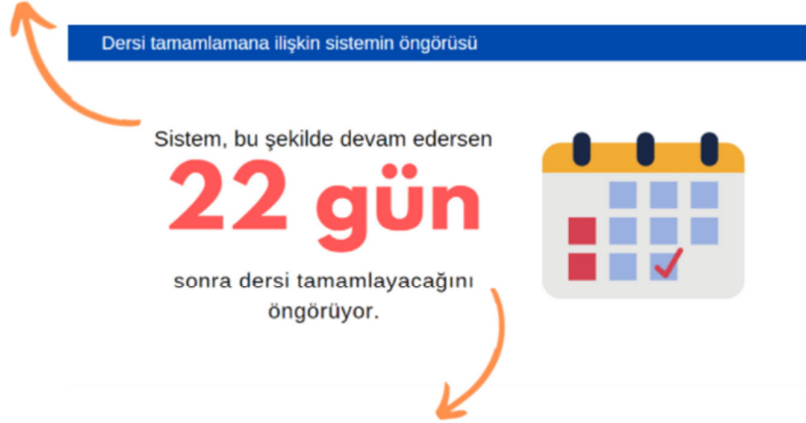 Dersi tamamlamana ilişkin sistemin öngörüsü
Sistem, bu şekilde devam edersen
22 gün
sonra dersi tamamlayacağını
öngörüyor.